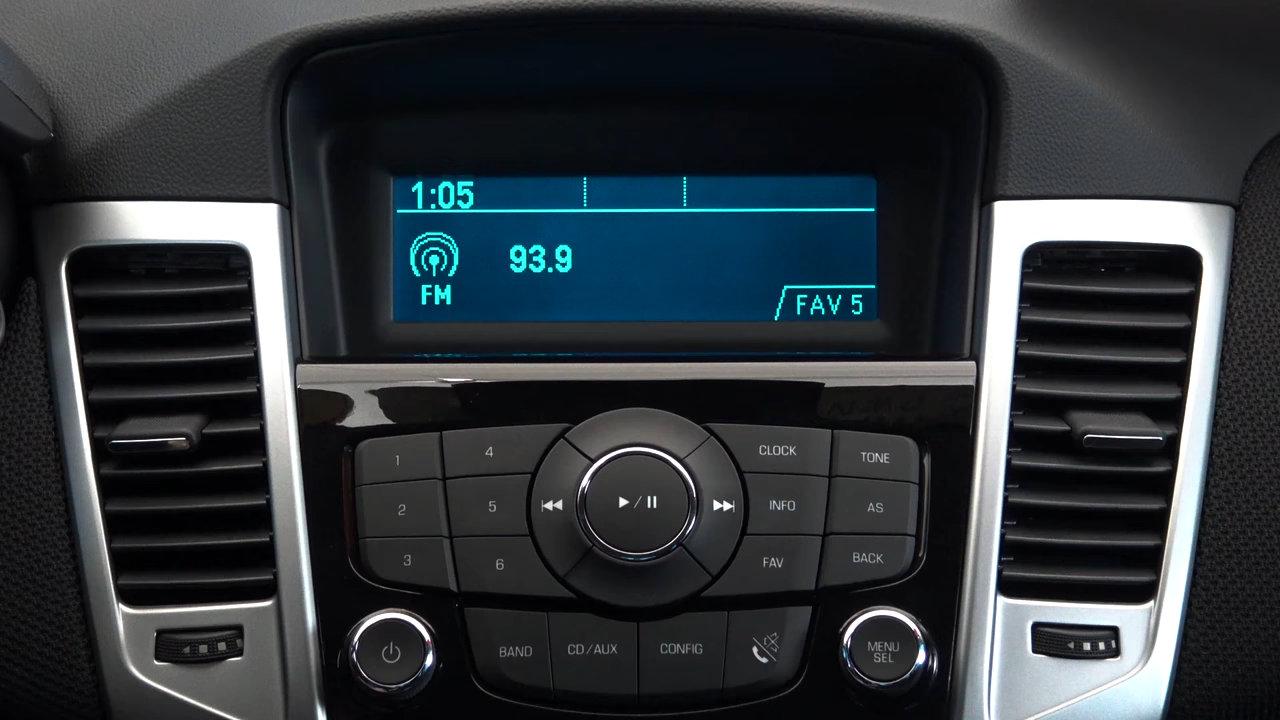 1:05
93.9
FM
FAV 5
1
4
CLOCK
TONE
2
5
INFO
AS
3
6
FAV
BACK
BAND
CD/AUX
CONFIG
MENU
SEL